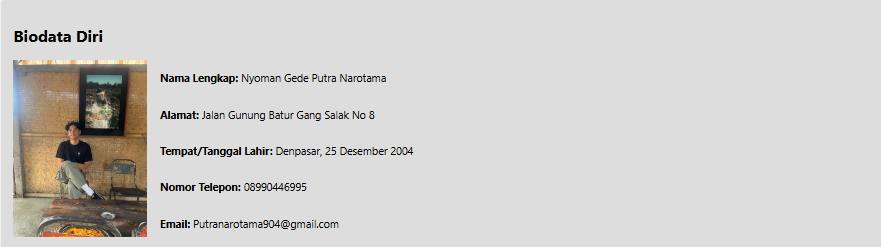 Biodata Diri
Nama Lengkap: Nyoman Gede Putra Narotama
Alamat: Jalan Gunung Batur Gang Salak No 8
Tempat/Tanggal Lahir: Denpasar, 25 Desember 2004
Nomor Telepon: 08990446995
Email: Putranarotama904@gmail.com